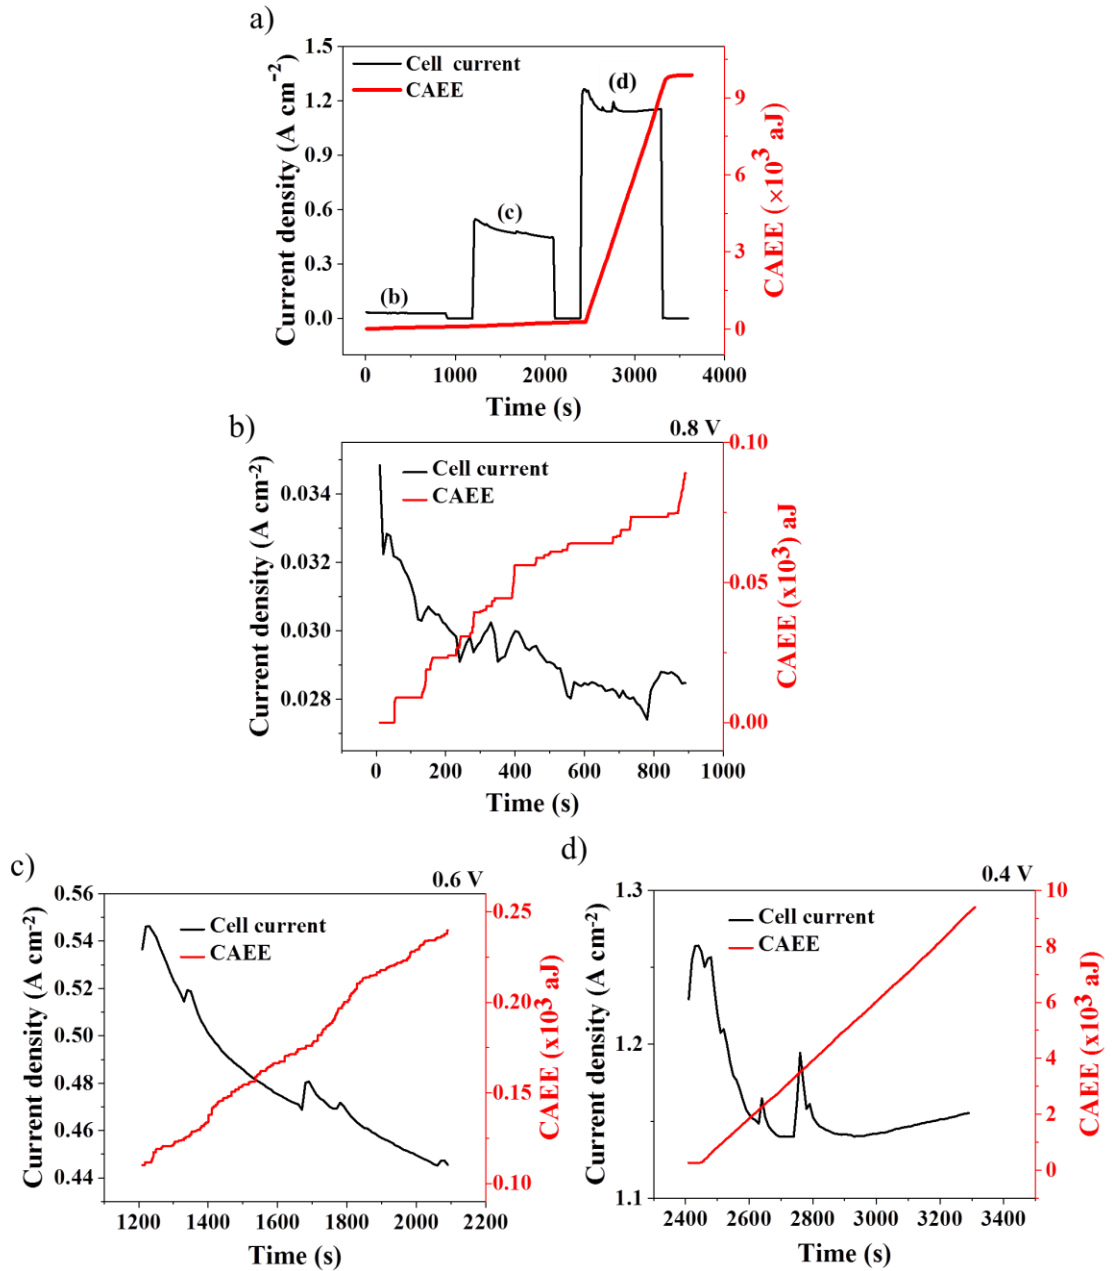 a)
Cell current
CAEE
(b)
(c)
(d)
1.5
1.2
0.9
0.6
0.3
0.0
9
6
3
0
0 1000 2000 3000 4000
Current density (A cm-2)
CAEE (×10³ aJ)
Time (s)
b)
0.8 V
Cell current
CAEE
0.034
0.032
0.030
0.028
0.10
0.05
0.00
0 200 400 600 800 1000
Current density (A cm-2)
CAEE (x10³) aJ
Time (s)
c)
0.6 V
Cell current
CAEE
0.56
0.54
0.52
0.50
0.48
0.46
0.44
0.25
0.20
0.15
0.10
1200 1400 1600 1800 2000 2200
Current density (A cm-2)
CAEE (x10³ aJ)
Time (s)
d)
0.4 V
Cell current
CAEE
1.3
1.2
1.1
10
8
6
4
2
0
2400 2600 2800 3000 3200 3400
Current density (A cm-2)
CAEE (x10³ aJ)
Time (s)